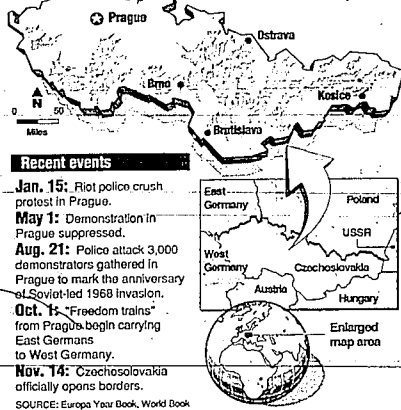 Prague
Ostrava
Brno
Kosice
N
0 50
Miles
Bratislava
Recent events
Jan. 15: Riot police crush
protest in Prague.
May 1: Demonstration in
Prague suppressed.
Aug. 21: Police attack 3,000
demonstrators gathered in
Prague to mark the anniversary
of Soviet-led 1968 invasion.
Oct. 1: "Freedom trains"
from Prague begin carrying
East Germans
to West Germany.
Nov. 14: Czechosolovakia
officially opens borders.
SOURCE: Europa Year Book, World Book
East
Germany
Poland
USSR
West
Germany
Czechoslovakia
Austria
Hungary
Enlarged
map area